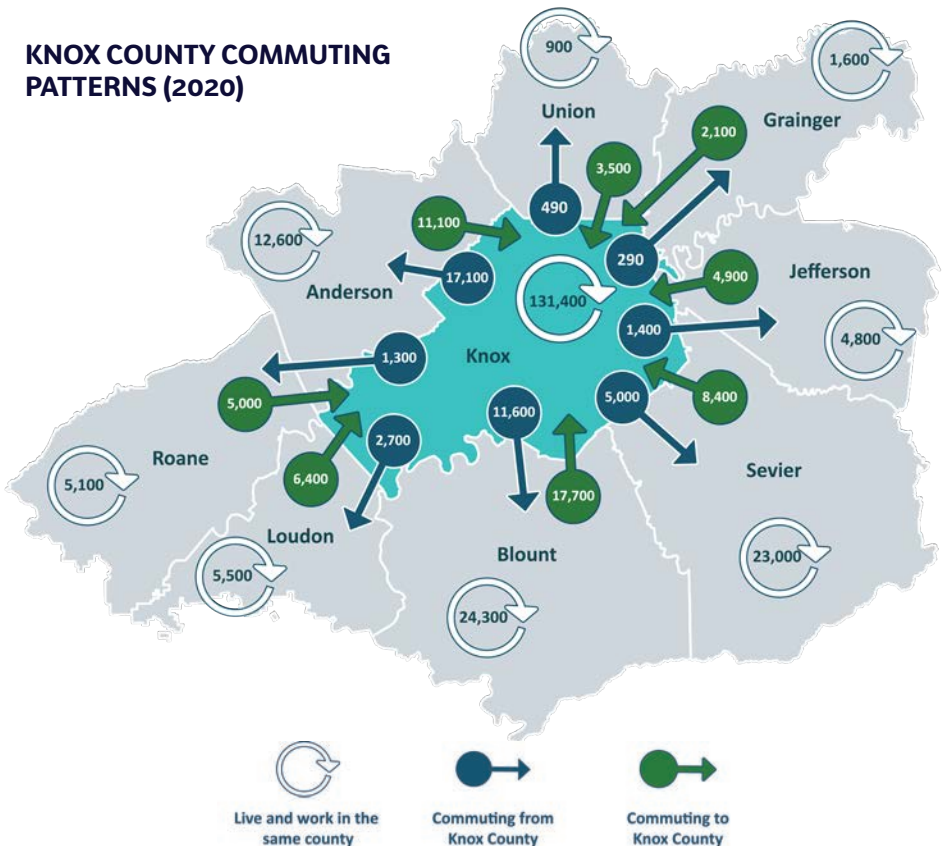 KNOX COUNTY COMMUTING
PATTERNS (2020)
900
1,600
Union
Grainger
2,100
3,500
490
11,100
12,600
290
17,100
4,900
Jefferson
Anderson
131,400
1,400
4,800
Knox
1,300
5,000
11,600
5,000
8,400
2,700
Roane
6,400
17,700
Sevier
5,100
Loudon
Blount
23,000
5,500
24,300
Live and work in the
same county
Commuting from
Knox County
Commuting to
Knox County